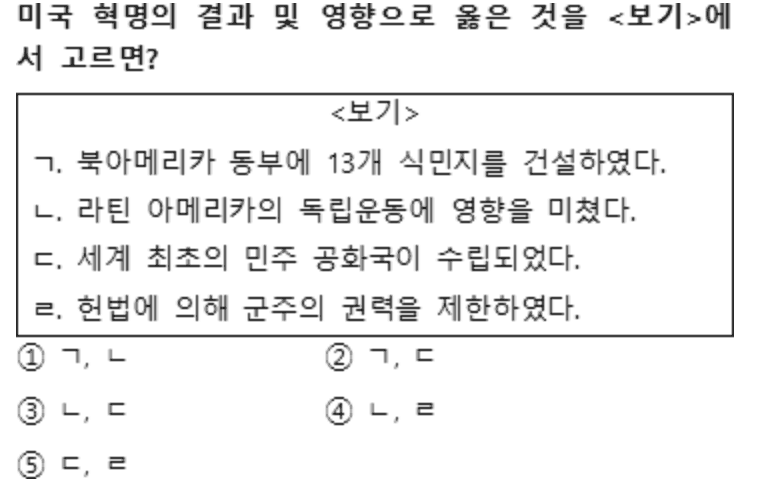 미국 혁명의 결과 및 영향으로 옳은 것을 <보기>에
서 고르면?
<보기>
ㄱ. 북아메리카 동부에 13개 식민지를 건설하였다.
ㄴ. 라틴 아메리카의 독립운동에 영향을 미쳤다.
ㄷ. 세계 최초의 민주 공화국이 수립되었다.
ㄹ. 헌법에 의해 군주의 권력을 제한하였다.
① ㄱ, ㄴ ② ㄱ, ㄷ
③ ㄴ, ㄷ ④ ㄴ, ㄹ
⑤ ㄷ, ㄹ